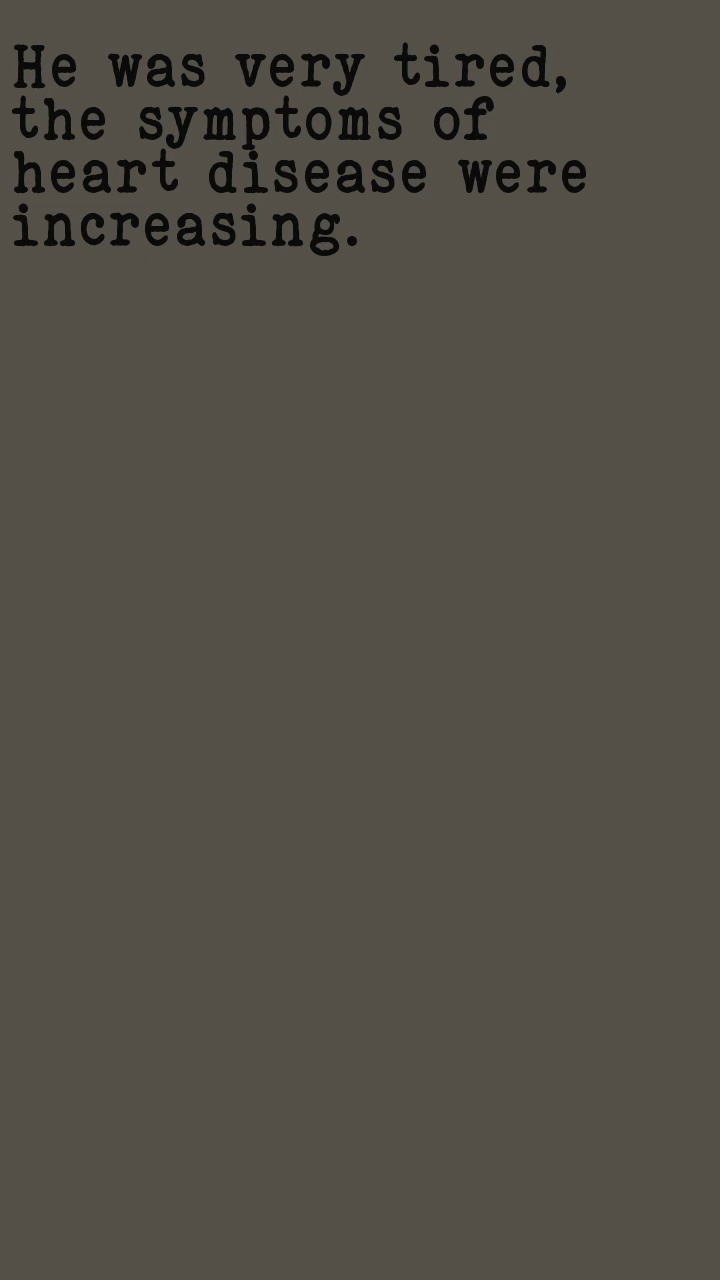 He was very tired,
the symptoms of
heart disease were
increasing.